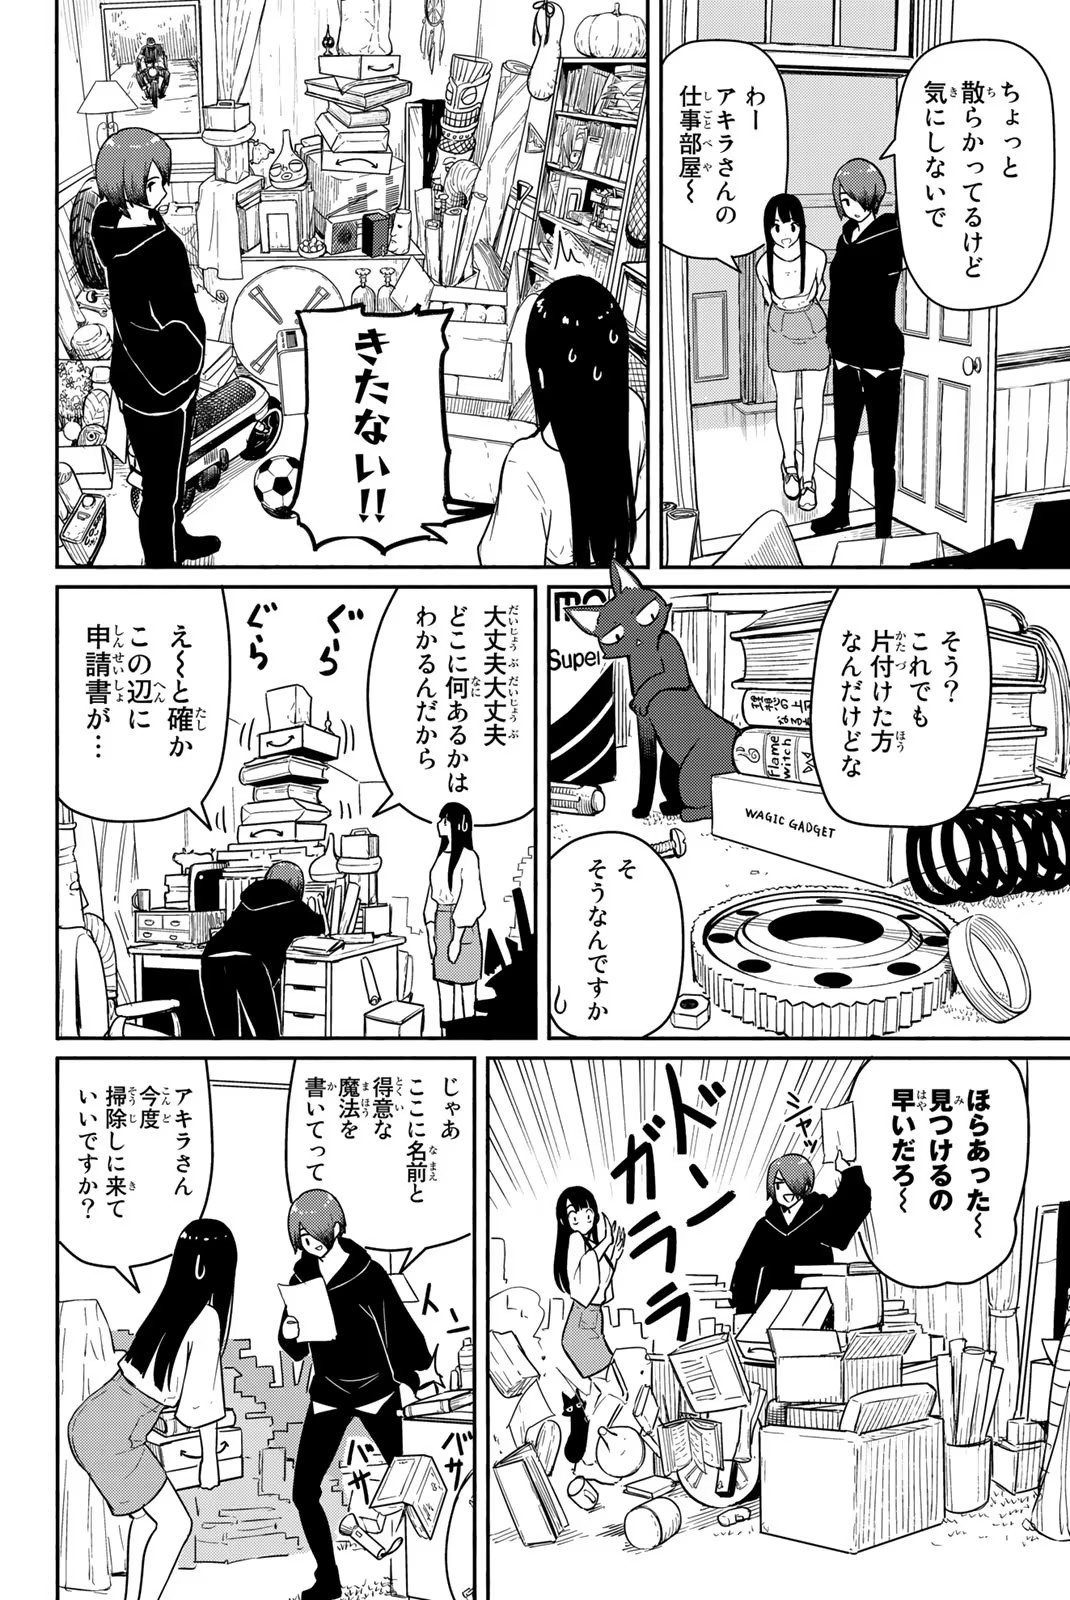 ちょっと
散らかってるけど
気にしないで
わー
アキラさんの
仕事部屋〜
きたない!!
そう?
これでも
片付けた方
なんだけどな
Super
Flame
witch
WAGIC GADGET
そ
そうなんですか
大丈夫大丈夫
どこに何あるかは
わかるんだから
ぐらぐら
え〜と確か
この辺に
申請書が…
ほらあった〜
見つけるの
早いだろ〜
シャッ
ドガン
ガラララ
じゃあ
ここに名前と
得意な
魔法を
書いてって
トン
バサバサ
アキラさん
今度
掃除しに来て
いいですか?